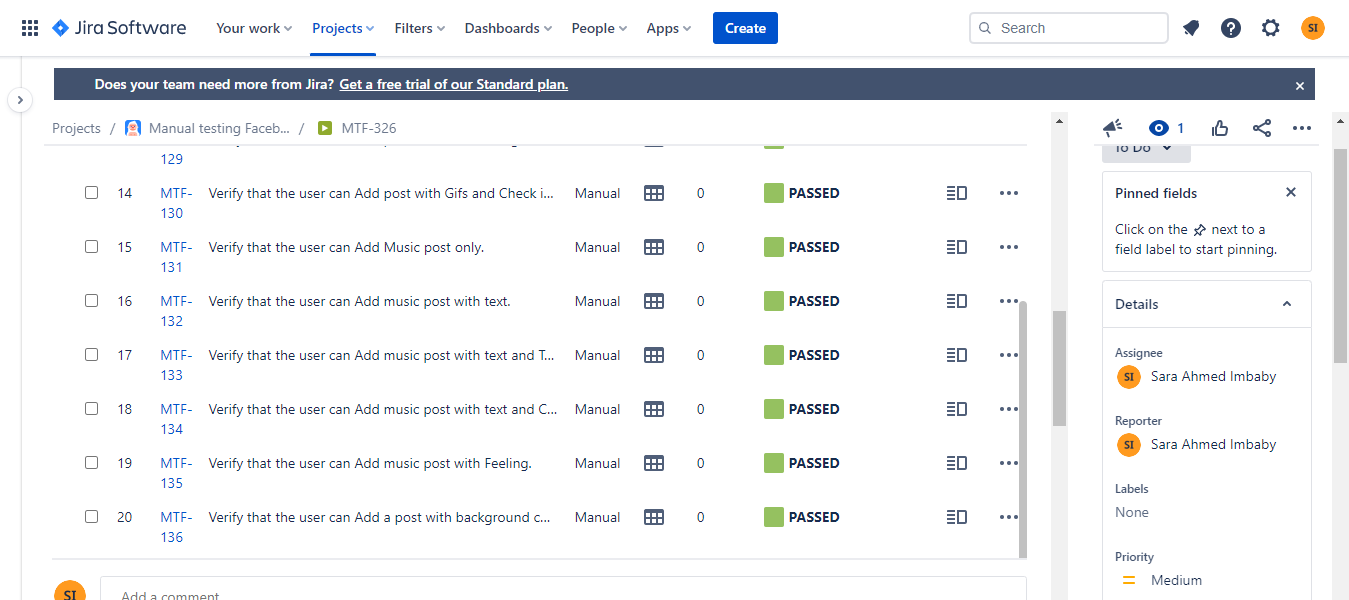 Jira Software Your work Projects Filters Dashboards People Apps Create Search SI
Does your team need more from Jira? Get a free trial of our Standard plan.
Projects / Manual testing Faceb... / MTF-326 1
129
14 MTF-130 Verify that the user can Add post with Gifs and Check i... Manual 0 PASSED
15 MTF-131 Verify that the user can Add Music post only. Manual 0 PASSED
16 MTF-132 Verify that the user can Add music post with text. Manual 0 PASSED
17 MTF-133 Verify that the user can Add music post with text and T... Manual 0 PASSED
18 MTF-134 Verify that the user can Add music post with text and C... Manual 0 PASSED
19 MTF-135 Verify that the user can Add music post with Feeling. Manual 0 PASSED
20 MTF-136 Verify that the user can Add a post with background c... Manual 0 PASSED
SI Add a comment
To Do
Pinned fields
Click on the next to a
field label to start pinning.
Details
Assignee
SI Sara Ahmed Imbaby
Reporter
SI Sara Ahmed Imbaby
Labels
None
Priority
Medium